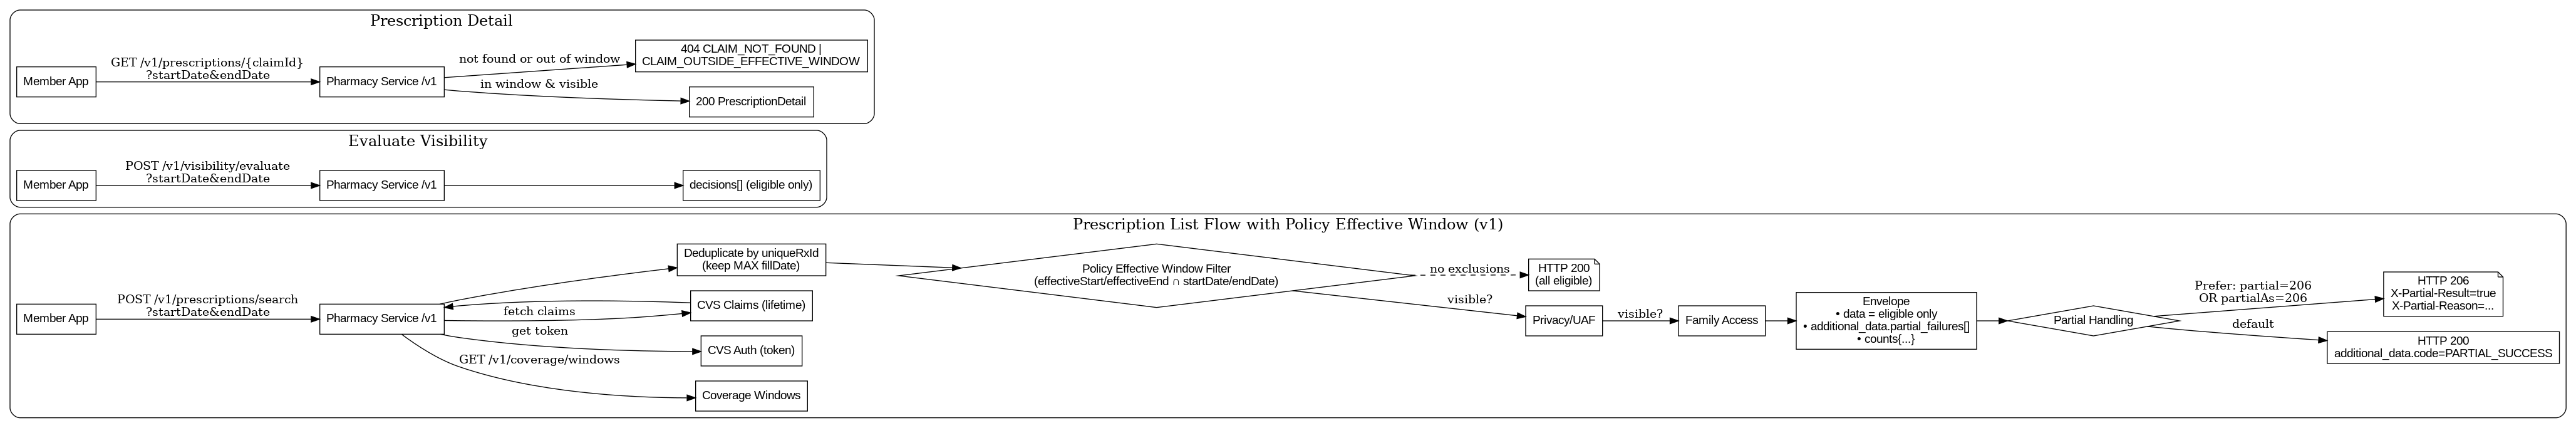 Prescription Detail
Member App
GET /v1/prescriptions/{claimId}
?startDate&endDate
Pharmacy Service /v1
not found or out of window
in window & visible
404 CLAIM_NOT_FOUND |
CLAIM_OUTSIDE_EFFECTIVE_WINDOW
200 PrescriptionDetail
Evaluate Visibility
Member App
POST /v1/visibility/evaluate
?startDate&endDate
Pharmacy Service /v1
decisions[] (eligible only)
Prescription List Flow with Policy Effective Window (v1)
Member App
POST /v1/prescriptions/search
?startDate&endDate
Pharmacy Service /v1
fetch claims
get token
GET /v1/coverage/windows
Deduplicate by uniqueRxId
(keep MAX fillDate)
CVS Claims (lifetime)
CVS Auth (token)
Coverage Windows
Policy Effective Window Filter
(effectiveStart/effectiveEnd ∩ startDate/endDate)
no exclusions
visible?
HTTP 200
(all eligible)
Privacy/UAF
visible?
Family Access
Envelope
• data = eligible only
• additional_data.partial_failures[]
• counts{...}
Partial Handling
Prefer: partial=206
OR partialAs=206
default
HTTP 206
X-Partial-Result=true
X-Partial-Reason=...
HTTP 200
additional_data.code=PARTIAL_SUCCESS